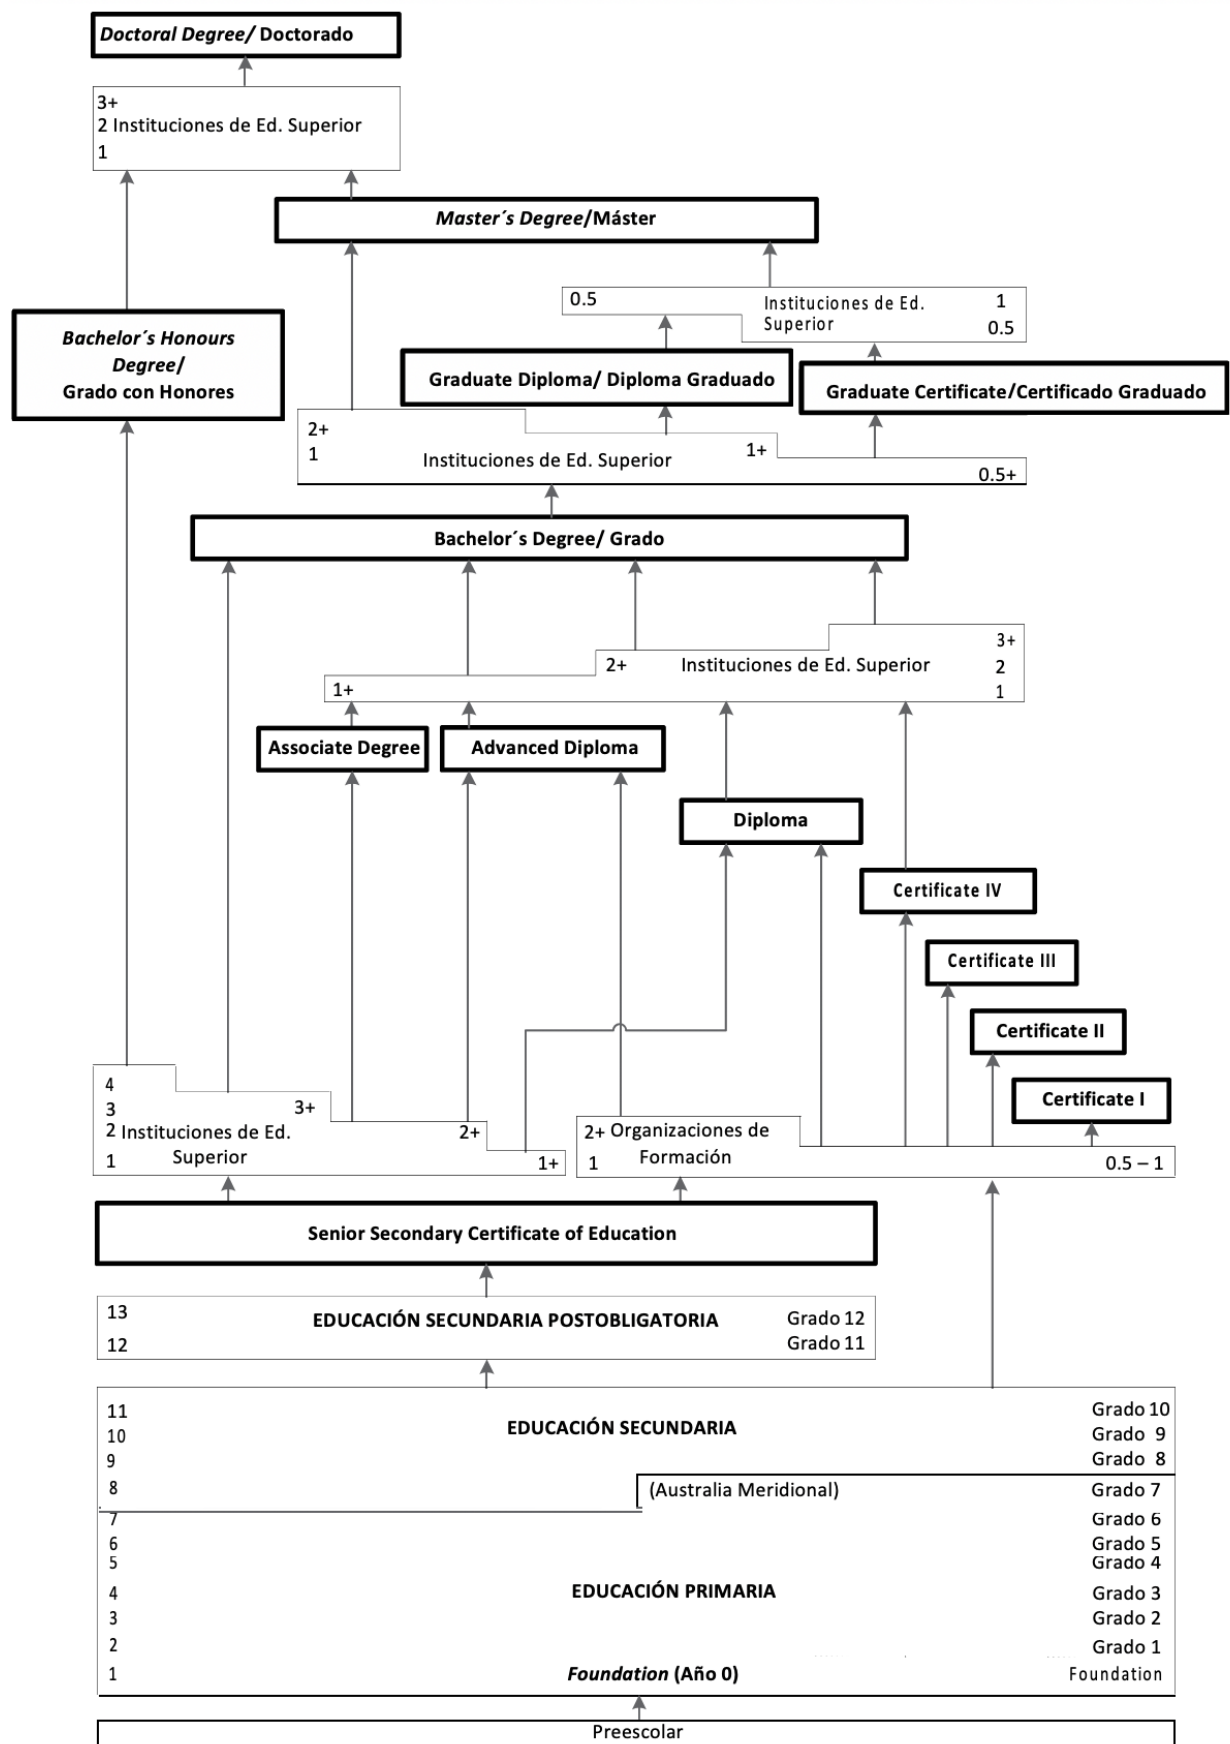 Doctoral Degree/ Doctorado
3+
2 Instituciones de Ed. Superior
1
Master´s Degree/Máster
0.5
Instituciones de Ed.
Superior
1
0.5
Bachelor´s Honours
Degree/
Grado con Honores
Graduate Diploma/ Diploma Graduado
Graduate Certificate/Certificado Graduado
2+
1
Instituciones de Ed. Superior
1+
0.5+
Bachelor´s Degree/ Grado
3+
2+
Instituciones de Ed. Superior
2
1+
1
Associate Degree
Advanced Diploma
Diploma
Certificate IV
Certificate III
Certificate II
Certificate I
4
3
3+
2 Instituciones de Ed.
Superior
2+
1
1+
2+ Organizaciones de
Formación
1
0.5 – 1
Senior Secondary Certificate of Education
13
EDUCACIÓN SECUNDARIA POSTOBLIGATORIA
Grado 12
12
Grado 11
11
Grado 10
EDUCACIÓN SECUNDARIA
10
Grado 9
9
Grado 8
8
(Australia Meridional)
Grado 7
7
Grado 6
6
Grado 5
5
Grado 4
4
EDUCACIÓN PRIMARIA
Grado 3
3
Grado 2
2
Grado 1
1
Foundation (Año 0)
Foundation
Preescolar